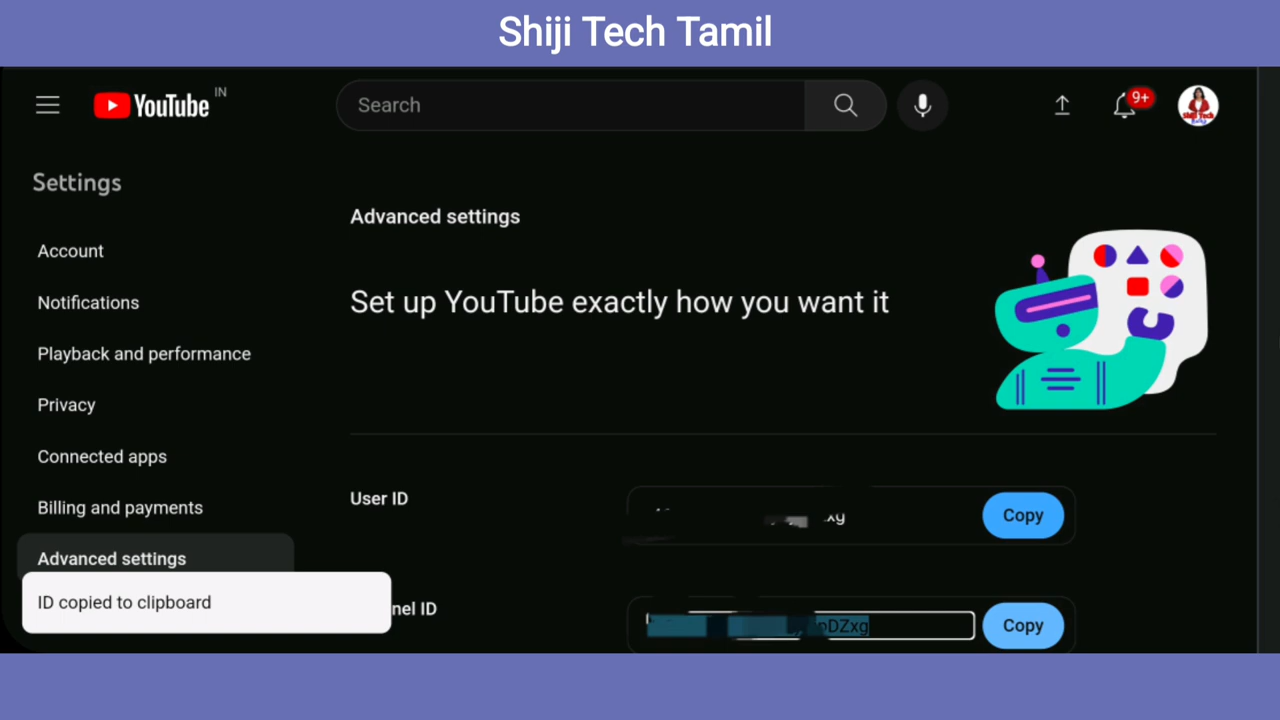 Shiji Tech Tamil
YouTube IN
Search
9+
Settings
Account
Notifications
Playback and performance
Privacy
Connected apps
Billing and payments
Advanced settings
ID copied to clipboard
Advanced settings
Set up YouTube exactly how you want it
User ID
xg
Copy
nel ID
oDZxg
Copy